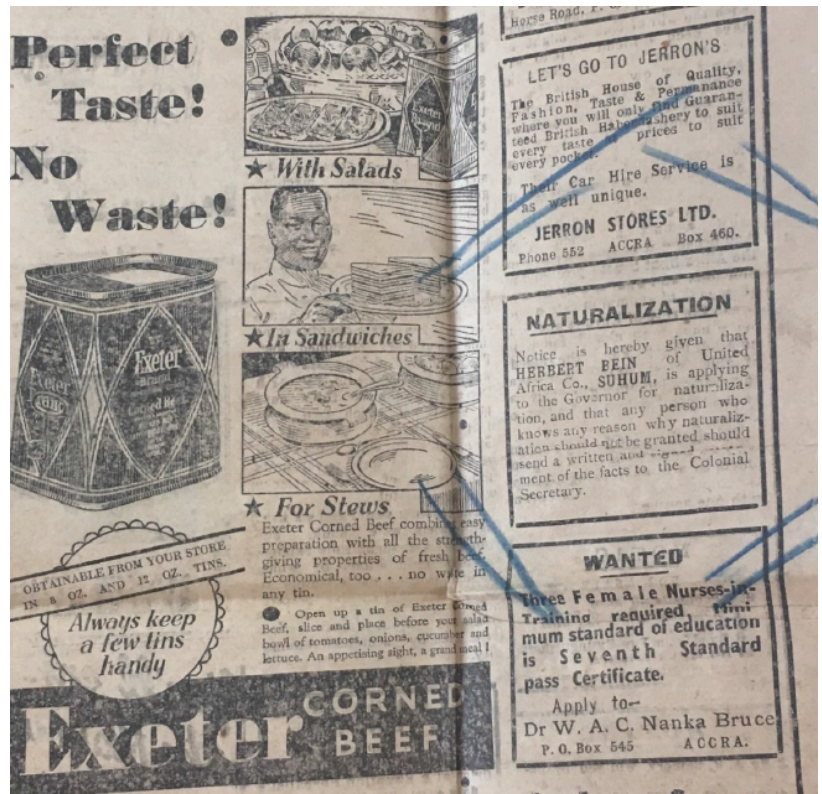 Perfect
Taste!
No
Waste!
Exeter
Brand
Exeter
★ With Salads
★ In Sandwiches
★ For Stews
Exeter Corned Beef combines easy
preparation with all the strength-
giving properties of fresh beef.
Economical, too . . . no waste in
any tin.
Open up a tin of Exeter Corned
Beef, slice and place before your salad
bowl of tomatoes, onions, cucumber and
lettuce. An appetising sight, a grand meal !
OBTAINABLE FROM YOUR STORE
IN 8 OZ. AND 12 OZ. TINS.
Always keep
a few tins
handy
Exeter CORNED
BEEF
Horse Road,
LET'S GO TO JERRON'S
The British House of Quality,
Fashion, Taste & Permanance
where you will only find Guaran-
teed British Haberdashery to suit
every taste at prices to suit
every pocket.
Their Car Hire Service is
as well unique.
JERRON STORES LTD.
Phone 552 ACCRA Box 460.
NATURALIZATION
Notice is hereby given that
HERBERT BEIN of United
Africa Co., SUHUM, is applying
to the Governor for naturaliza-
tion, and that any person who
knows any reason why naturaliz-
ation should not be granted should
send a written and signed
ment of the facts to the Colonial
Secretary.
WANTED
Three Female Nurses-in-
Training required, Mini
mum standard of education
is Seventh Standard
pass Certificate.
Apply to—
Dr W. A. C. Nanka Bruce
P. O. Box 545 ACCRA.